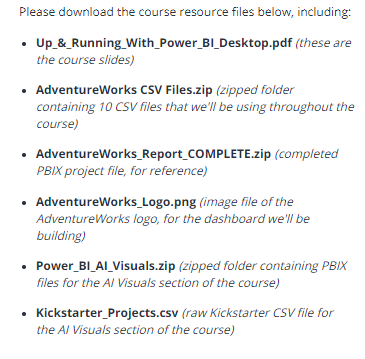 Please download the course resource files below, including:
• Up_&_Running_With_Power_BI_Desktop.pdf (these are
the course slides)
• AdventureWorks CSV Files.zip (zipped folder
containing 10 CSV files that we'll be using throughout the
course)
• AdventureWorks_Report_COMPLETE.zip (completed
PBIX project file, for reference)
• AdventureWorks_Logo.png (image file of the
AdventureWorks logo, for the dashboard we'll be
building)
• Power_BI_AI_Visuals.zip (zipped folder containing PBIX
files for the AI Visuals section of the course)
• Kickstarter_Projects.csv (raw Kickstarter CSV file for
the AI Visuals section of the course)